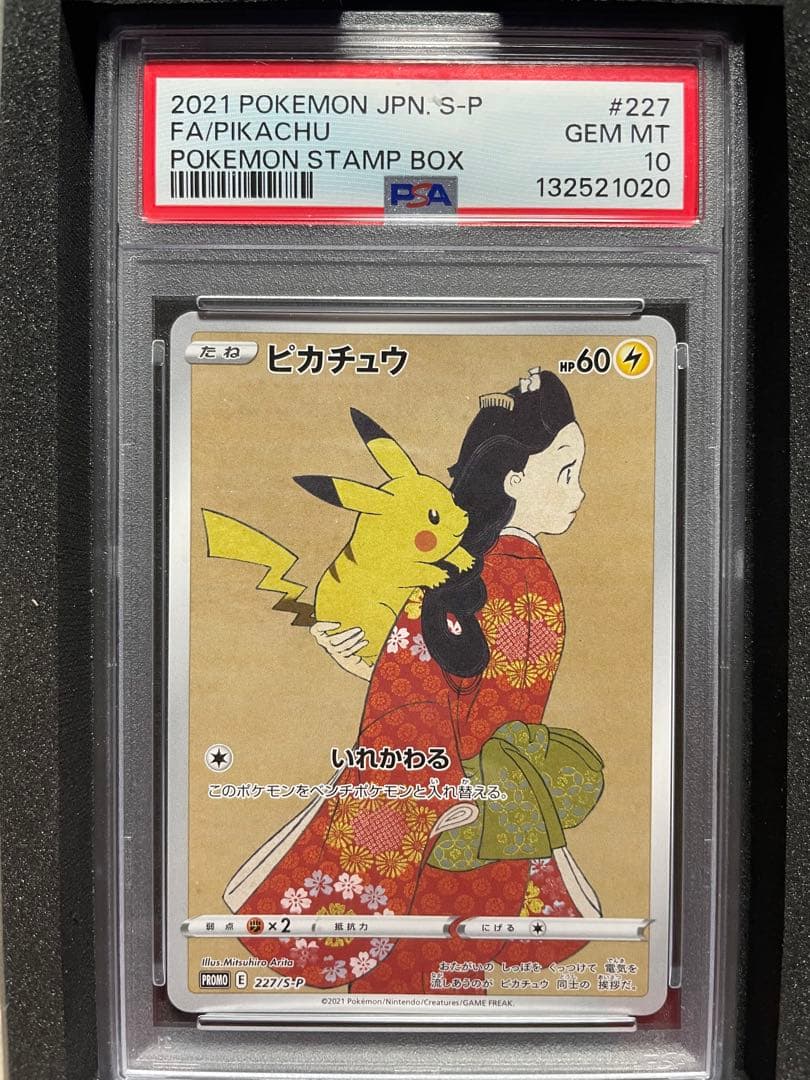 2021 POKEMON JPN. S-P #227
FA/PIKACHU GEM MT
POKEMON STAMP BOX 10
PSA 132521020
たね ピカチュウ HP60
いれかわる
このポケモンをベンチポケモンと入れ替える。
弱点 ×2 抵抗力 にげる
Illus.Mitsuhiro Arita
おたがいの しっぽを くっつけて 電気を
流しあうのが ピカチュウ 同士の 挨拶だ。
PROMO E 227/S-P
©2021 Pokémon/Nintendo/Creatures/GAME FREAK.